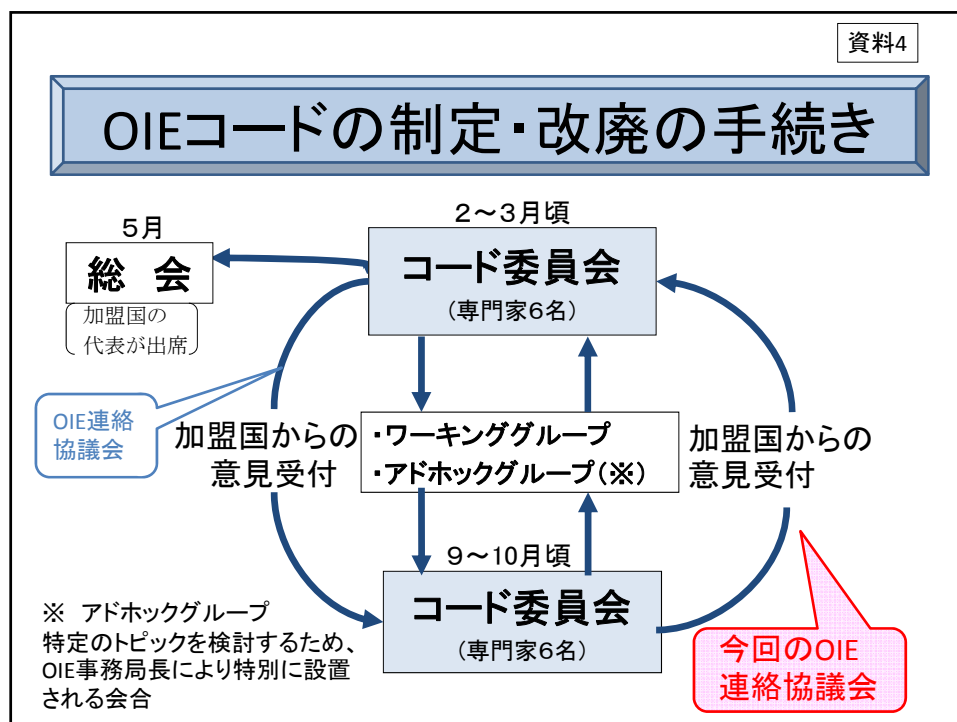 資料4
OIEコードの制定・改廃の手続き
5月
総 会
加盟国の
代表が出席
2～3月頃
コード委員会
(専門家6名)
OIE連絡
協議会
加盟国からの
意見受付
・ワーキンググループ
・アドホックグループ(※)
加盟国からの
意見受付
9～10月頃
コード委員会
(専門家6名)
※ アドホックグループ
特定のトピックを検討するため、
OIE事務局長により特別に設置
される会合
今回のOIE
連絡協議会